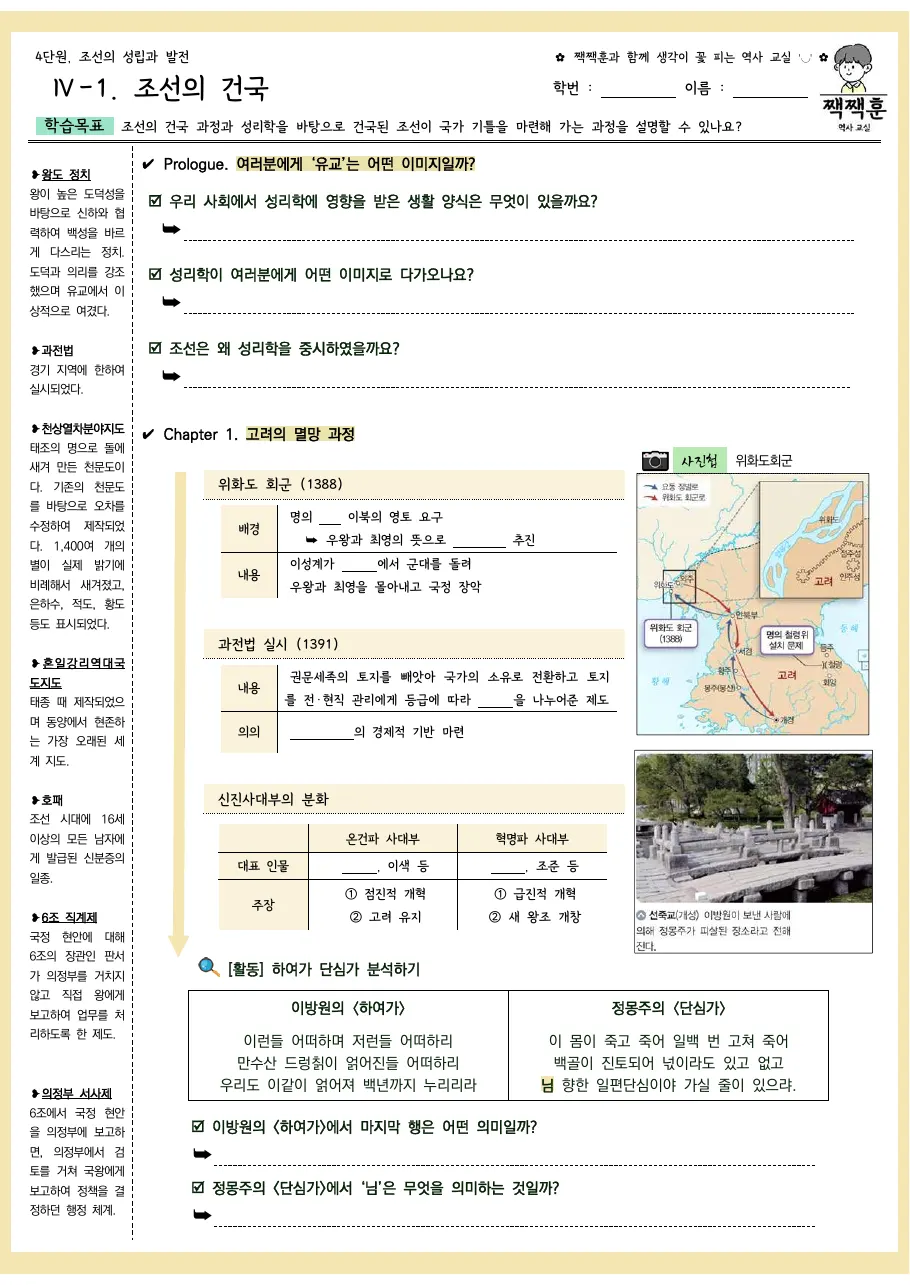 4단원. 조선의 성립과 발전
✿ 짹짹훈과 함께 생각이 꽃 피는 역사 교실 ✿
Ⅳ-1. 조선의 건국
학번 : ________ 이름 : ________
짹짹훈
역사 교실
학습목표 조선의 건국 과정과 성리학을 바탕으로 건국된 조선이 국가 기틀을 마련해 가는 과정을 설명할 수 있나요?
❥왕도 정치
왕이 높은 도덕성을
바탕으로 신하와 협
력하여 백성을 바르
게 다스리는 정치.
도덕과 의리를 강조
했으며 유교에서 이
상적으로 여겼다.
❥과전법
경기 지역에 한하여
실시되었다.
❥천상열차분야지도
태조의 명으로 돌에
새겨 만든 천문도이
다. 기존의 천문도
를 바탕으로 오차를
수정하여 제작되었
다. 1,400여 개의
별이 실제 밝기에
비례해서 새겨졌고,
은하수, 적도, 황도
등도 표시되었다.
❥혼일강리역대국
도지도
태종 때 제작되었으
며 동양에서 현존하
는 가장 오래된 세
계 지도.
❥호패
조선 시대에 16세
이상의 모든 남자에
게 발급된 신분증의
일종.
❥6조 직계제
국정 현안에 대해
6조의 장관인 판서
가 의정부를 거치지
않고 직접 왕에게
보고하여 업무를 처
리하도록 한 제도.
❥의정부 서사제
6조에서 국정 현안
을 의정부에 보고하
면, 의정부에서 검
토를 거쳐 국왕에게
보고하여 정책을 결
정하던 행정 체계.
✔ Prologue. 여러분에게 ‘유교’는 어떤 이미지일까?
☑ 우리 사회에서 성리학에 영향을 받은 생활 양식은 무엇이 있을까요?
➥
☑ 성리학이 여러분에게 어떤 이미지로 다가오나요?
➥
☑ 조선은 왜 성리학을 중시하였을까요?
➥
✔ Chapter 1. 고려의 멸망 과정
위화도 회군 (1388)
배경
명의 ___ 이북의 영토 요구
➥ 우왕과 최영의 뜻으로 _______ 추진
내용
이성계가 _____에서 군대를 돌려
우왕과 최영을 몰아내고 국정 장악
과전법 실시 (1391)
내용
권문세족의 토지를 빼앗아 국가의 소유로 전환하고 토지
를 전·현직 관리에게 등급에 따라 _____을 나누어준 제도
의의
_________의 경제적 기반 마련
신진사대부의 분화
온건파 사대부 혁명파 사대부
대표 인물 _____, 이색 등 _____, 조준 등
주장
① 점진적 개혁 ① 급진적 개혁
② 고려 유지 ② 새 왕조 개창
사진첩 위화도회군
요동 정벌로
위화도 회군로
위화도
정주성
인주성
고려
위화도
의주
안북부
위화도 회군
(1388)
명의 철령위
설치 문제
동해
서경
등주
철령
황주
고려
회양
황해
봉주(봉산)
개경
선죽교(개성) 이방원이 보낸 사람에
의해 정몽주가 피살된 장소라고 전해
진다.
[활동] 하여가 단심가 분석하기
이방원의 〈하여가〉
이런들 어떠하며 저런들 어떠하리
만수산 드렁칡이 얽어진들 어떠하리
우리도 이같이 얽어져 백년까지 누리리라
정몽주의 〈단심가〉
이 몸이 죽고 죽어 일백 번 고쳐 죽어
백골이 진토되어 넋이라도 있고 없고
님 향한 일편단심이야 가실 줄이 있으랴.
☑ 이방원의 〈하여가〉에서 마지막 행은 어떤 의미일까?
➥
☑ 정몽주의 〈단심가〉에서 ‘님’은 무엇을 의미하는 것일까?
➥